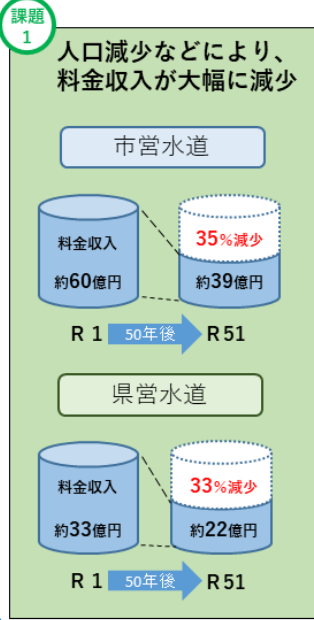 課題
1
人口減少などにより、
料金収入が大幅に減少
市営水道
料金収入
約60億円
35%減少
約39億円
R 1 50年後 R51
県営水道
料金収入
約33億円
33%減少
約22億円
R 1 50年後 R51